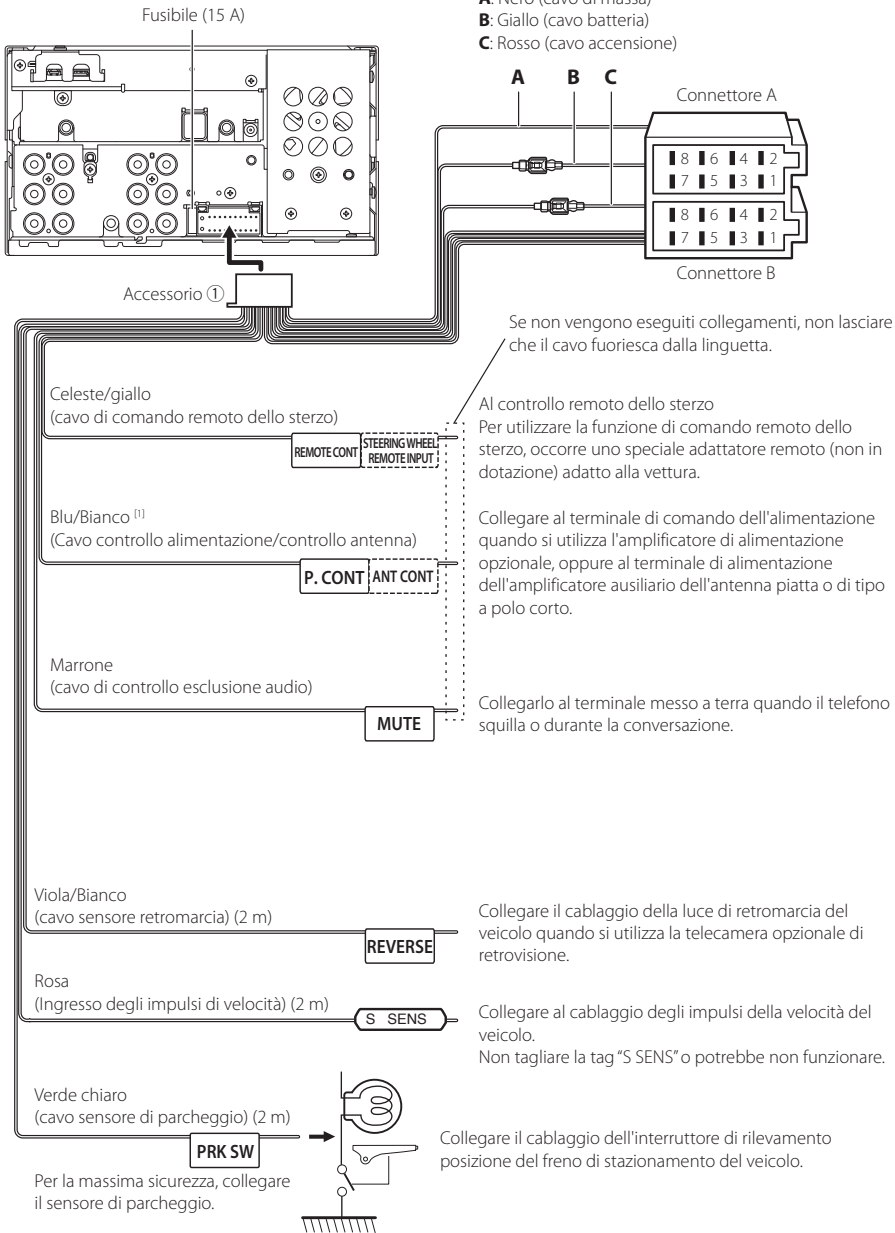 A: Nero (cavo di massa)
Fusibile (15 A)
B: Giallo (cavo batteria)
C: Rosso (cavo accensione)
A B C
Connettore A
8 6 4 2
7 5 3 1
8 6 4 2
7 5 3 1
Connettore B
Accessorio ①
Se non vengono eseguiti collegamenti, non lasciare
che il cavo fuoriesca dalla linguetta.
Celeste/giallo
(cavo di comando remoto dello sterzo)
REMOTE CONT
STEERING WHEEL
REMOTE INPUT
Al controllo remoto dello sterzo
Per utilizzare la funzione di comando remoto dello
sterzo, occorre uno speciale adattatore remoto (non in
dotazione) adatto alla vettura.
Blu/Bianco [1]
(Cavo controllo alimentazione/controllo antenna)
P. CONT
ANT CONT
Collegare al terminale di comando dell'alimentazione
quando si utilizza l'amplificatore di alimentazione
opzionale, oppure al terminale di alimentazione
dell'amplificatore ausiliario dell'antenna piatta o di tipo
a polo corto.
Marrone
(cavo di controllo esclusione audio)
MUTE
Collegarlo al terminale messo a terra quando il telefono
squilla o durante la conversazione.
Viola/Bianco
(cavo sensore retromarcia) (2 m)
REVERSE
Collegare il cablaggio della luce di retromarcia del
veicolo quando si utilizza la telecamera opzionale di
retrovisione.
Rosa
(Ingresso degli impulsi di velocità) (2 m)
S SENS
Collegare al cablaggio degli impulsi della velocità del
veicolo.
Non tagliare la tag “S SENS” o potrebbe non funzionare.
Verde chiaro
(cavo sensore di parcheggio) (2 m)
PRK SW
Per la massima sicurezza, collegare
il sensore di parcheggio.
Collegare il cablaggio dell'interruttore di rilevamento
posizione del freno di stazionamento del veicolo.